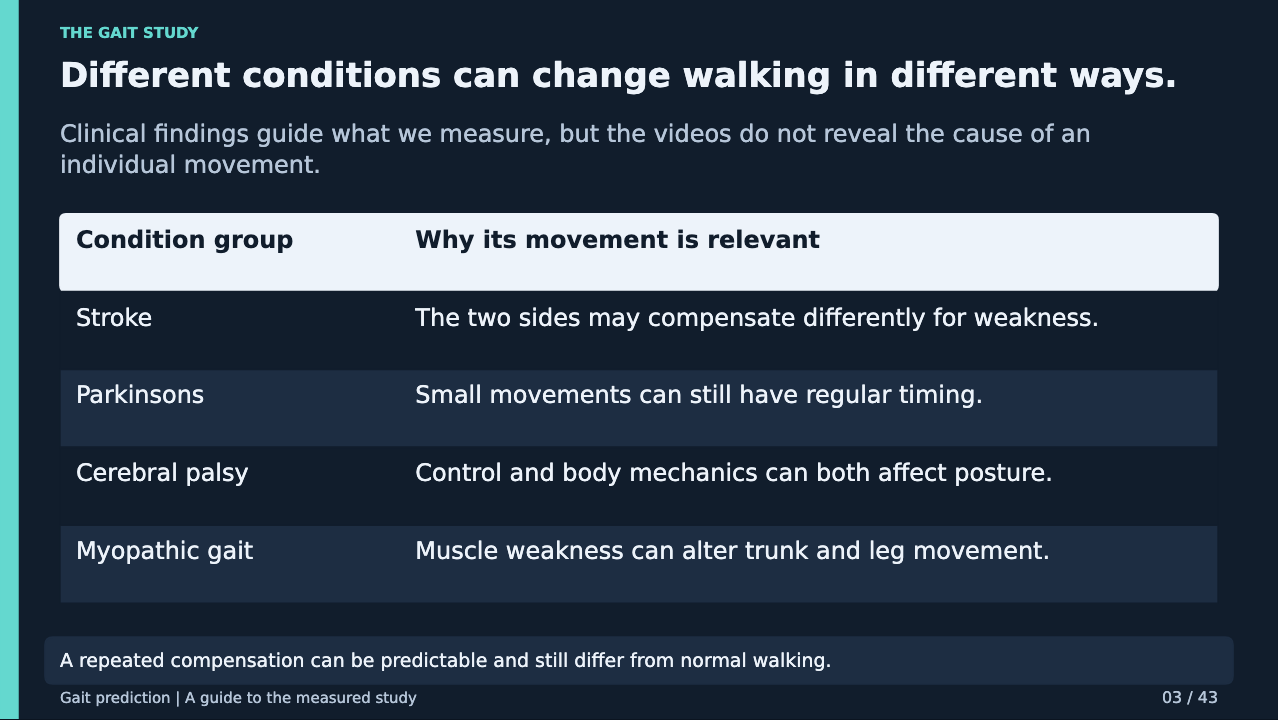 THE GAIT STUDY
Different conditions can change walking in different ways.
Clinical findings guide what we measure, but the videos do not reveal the cause of an
individual movement.
Condition group Why its movement is relevant
Stroke The two sides may compensate differently for weakness.
Parkinsons Small movements can still have regular timing.
Cerebral palsy Control and body mechanics can both affect posture.
Myopathic gait Muscle weakness can alter trunk and leg movement.
A repeated compensation can be predictable and still differ from normal walking.
Gait prediction | A guide to the measured study 03 / 43